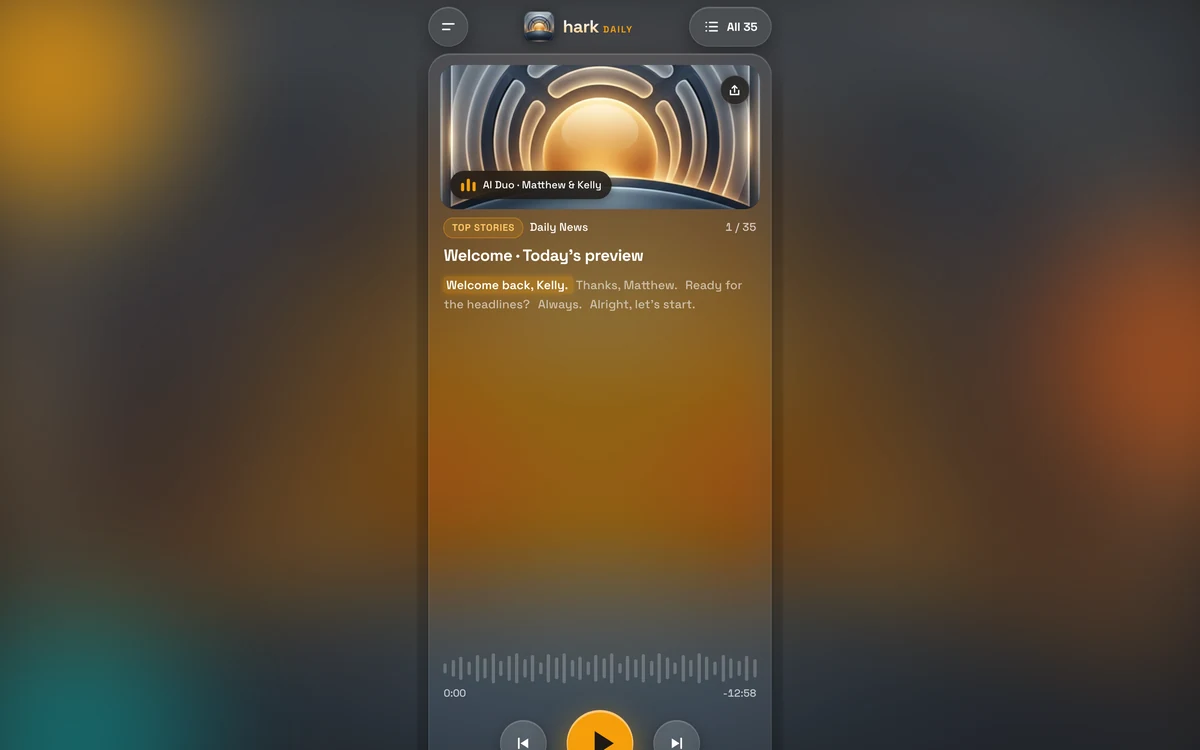 hark DAILY
All 35
AI Duo · Matthew & Kelly
TOP STORIES Daily News 1 / 35
Welcome · Today’s preview
Welcome back, Kelly. Thanks, Matthew. Ready for
the headlines? Always. Alright, let’s start.
0:00 -12:58